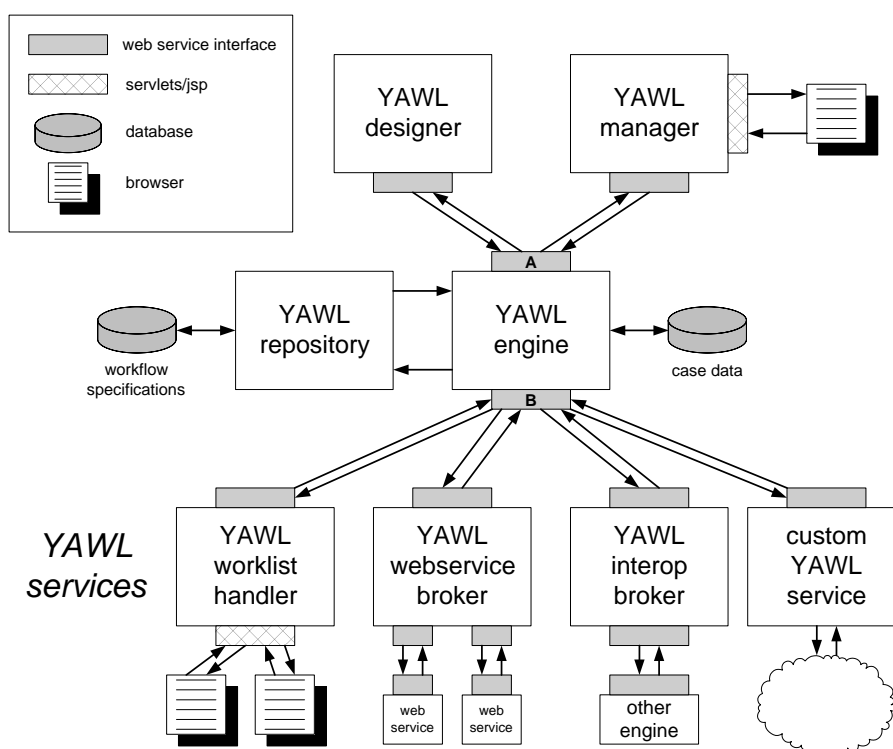 web service interface
servlets/jsp
database
browser
YAWL
designer
YAWL
manager
A
YAWL
repository
YAWL
engine
workflow
specifications
case data
B
YAWL
services
YAWL
worklist
handler
YAWL
webservice
broker
YAWL
interop
broker
custom
YAWL
service
web
service
web
service
other
engine